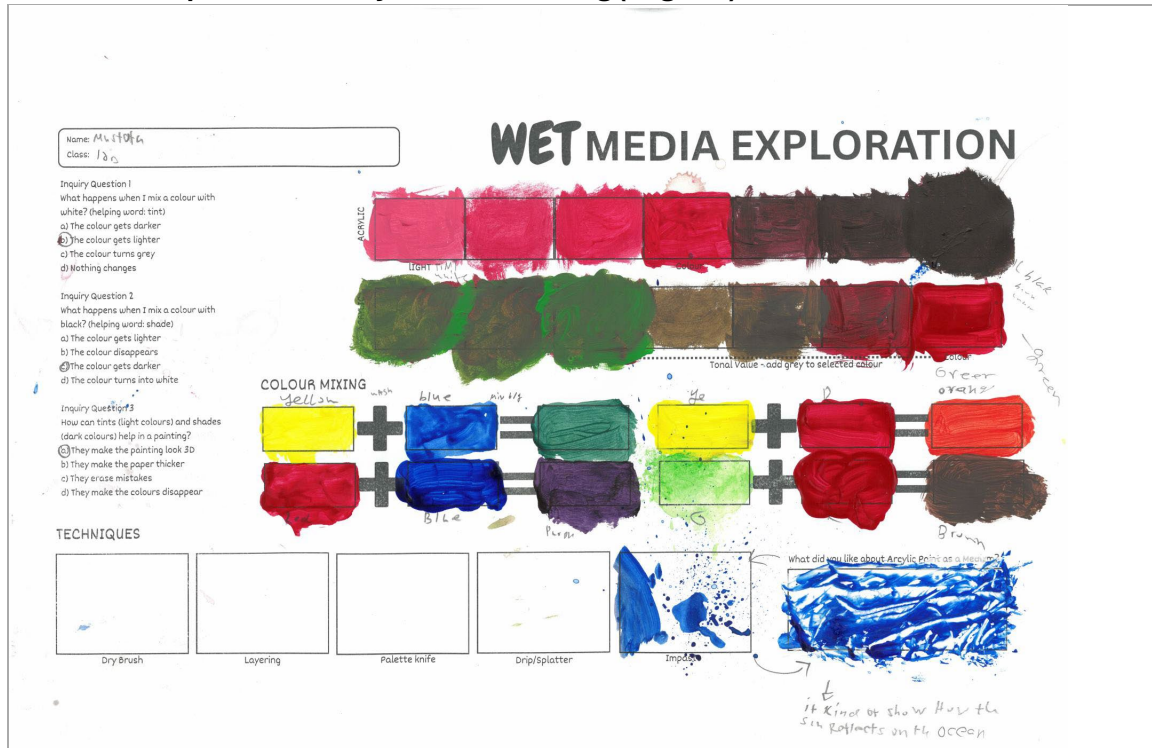 Name: Mustafa
Class:
WET MEDIA EXPLORATION
Inquiry Question 1
What happens when I mix a colour with
white? (helping word: tint)
a) The colour gets darker
b) The colour gets lighter
c) The colour turns grey
d) Nothing changes
ACRYLIC
LIGHT
Inquiry Question 2
What happens when I mix a colour with
black? (helping word: shade)
a) The colour gets lighter
b) The colour disappears
c) The colour gets darker
d) The colour turns into white
Tonal Value - add grey to selected colour
colour
Green
Green
orange
COLOUR MIXING
Yellow
blue
Ye
R
Inquiry Question 3
How can tints (light colours) and shades
(dark colours) help in a painting?
a) They make the painting look 3D
b) They make the paper thicker
c) They erase mistakes
d) They make the colours disappear
Red
Blue
Purple
G
Brown
TECHNIQUES
What did you like about Arcylic Paint as a Medium?
Dry Brush
Layering
Palette knife
Drip/Splatter
Impas
it kind of show How the
sun Reflects on the OCEAN